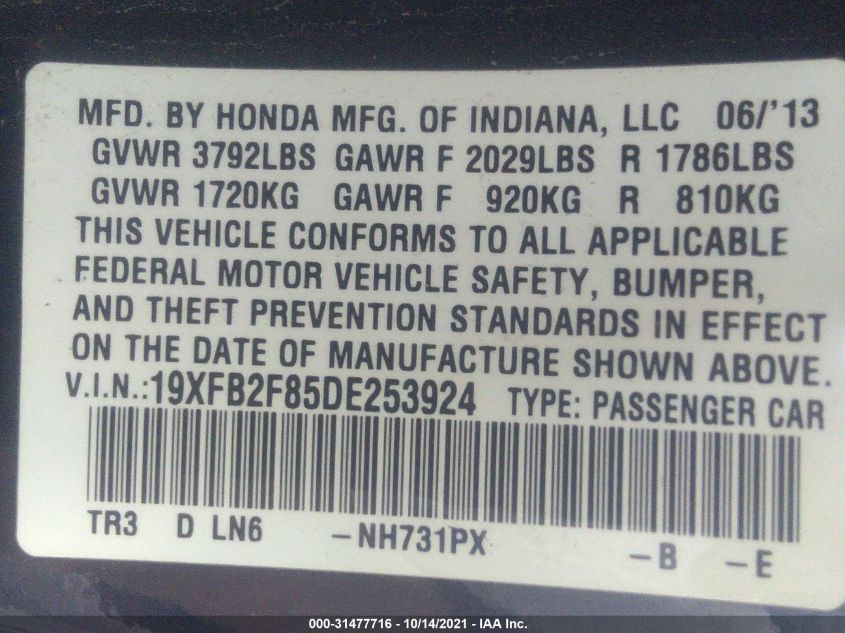 MFD. BY HONDA MFG. OF INDIANA, LLC 06/'13
GVWR 3792LBS GAWR F 2029LBS R 1786LBS
GVWR 1720KG GAWR F 920KG R 810KG
THIS VEHICLE CONFORMS TO ALL APPLICABLE
FEDERAL MOTOR VEHICLE SAFETY, BUMPER,
AND THEFT PREVENTION STANDARDS IN EFFECT
ON THE DATE OF MANUFACTURE SHOWN ABOVE.
V.I.N.:19XFB2F85DE253924 TYPE: PASSENGER CAR
TR3 D LN6 -NH731PX -B -E
000-31477716 - 10/14/2021 - IAA Inc.